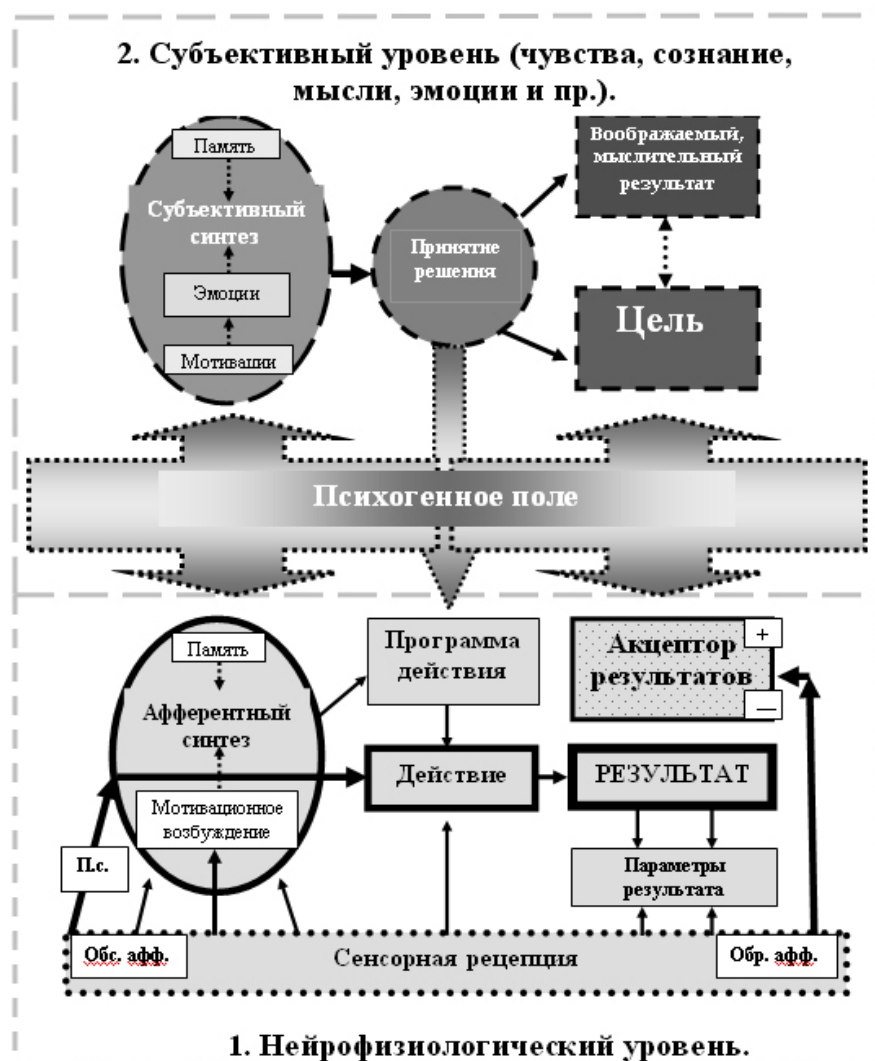 2. Субъективный уровень (чувства, сознание,
мысли, эмоции и пр.).
Память
Субъективный
синтез
Эмоции
Мотивации
Принятие
решения
Воображаемый,
мыслительный
результат
Цель
Психогенное поле
Память
Афферентный
синтез
Мотивационное
возбуждение
П.с.
Программа
действия
Действие
Акцептор
результатов
+
—
РЕЗУЛЬТАТ
Параметры
результата
Обс. афф.
Сенсорная рецепция
Обр. афф.
1. Нейрофизиологический уровень.